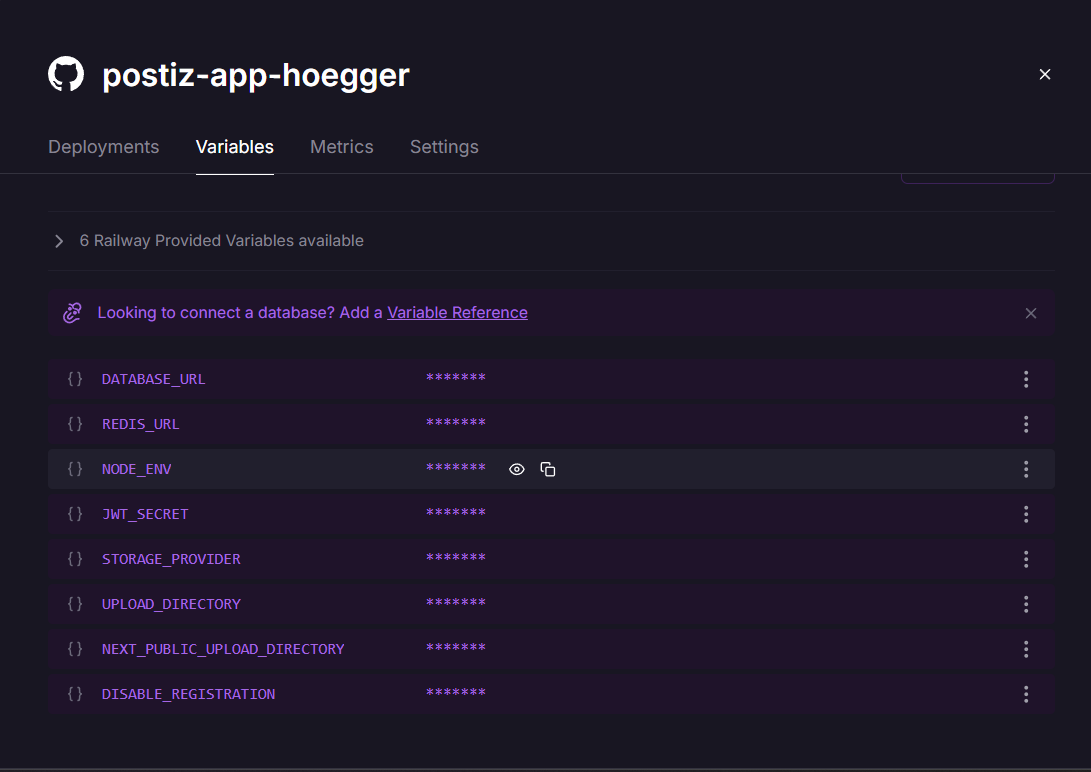 postiz-app-hoegger
Deployments Variables Metrics Settings
6 Railway Provided Variables available
Looking to connect a database? Add a Variable Reference
{} DATABASE_URL *******
{} REDIS_URL *******
{} NODE_ENV *******
{} JWT_SECRET *******
{} STORAGE_PROVIDER *******
{} UPLOAD_DIRECTORY *******
{} NEXT_PUBLIC_UPLOAD_DIRECTORY *******
{} DISABLE_REGISTRATION *******